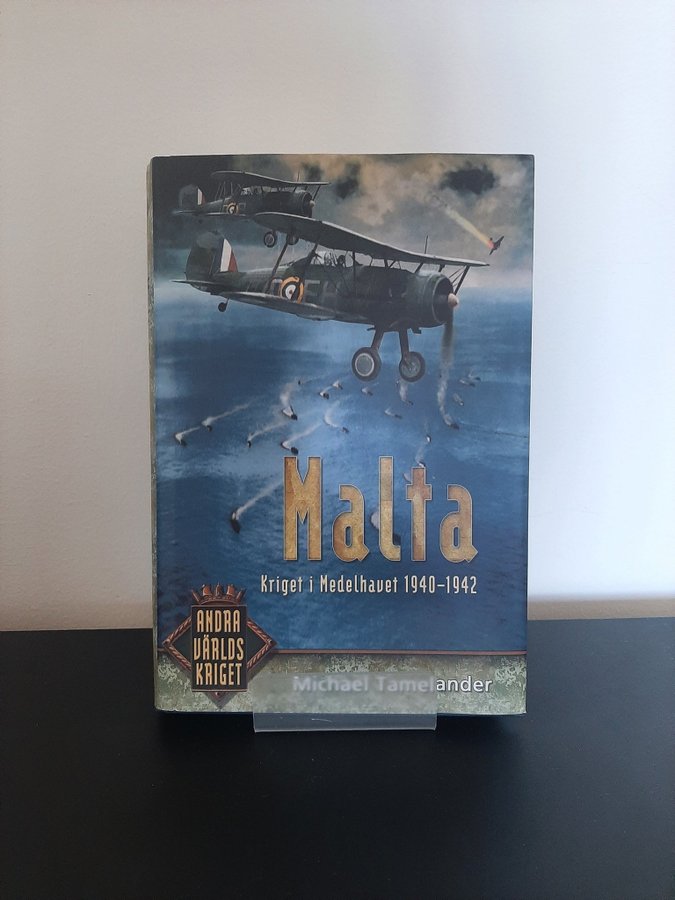 Malta
Kriget i Medelhavet 1940–1942
ANDRA
VÄRLDS
KRIGET
Michael Tamelander